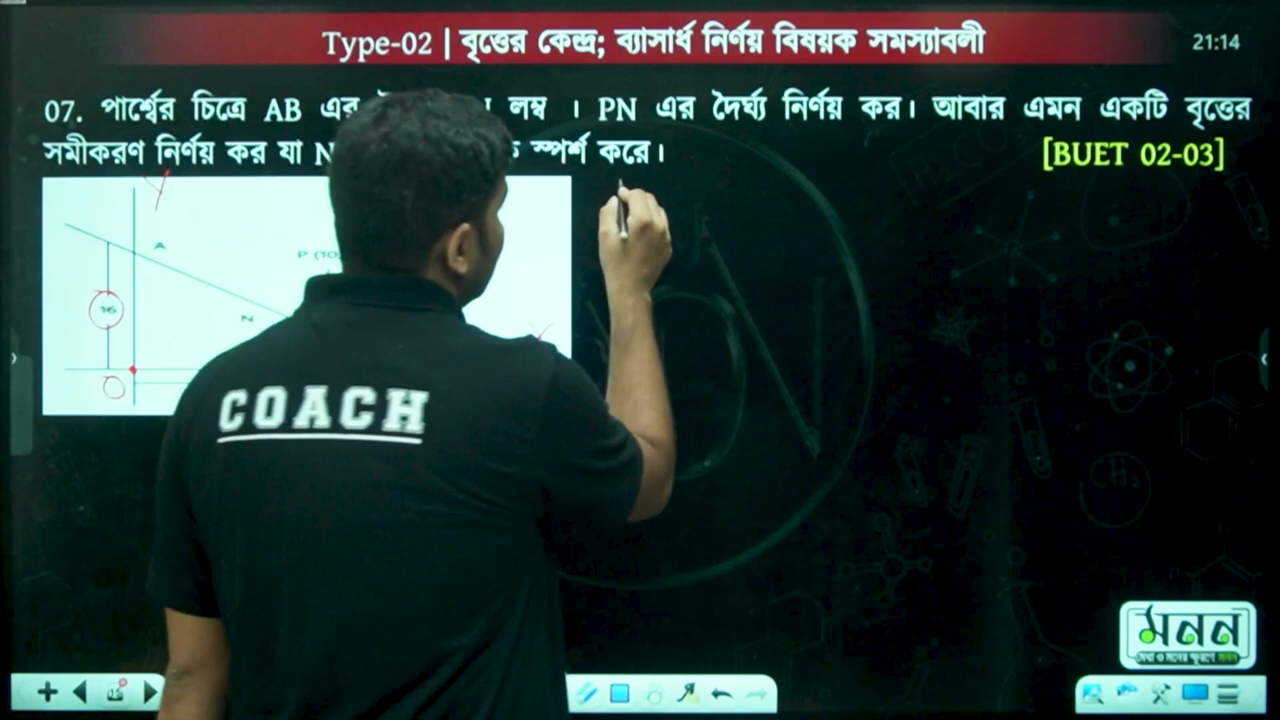 Type-02 | বৃত্তের কেন্দ্র; ব্যাসার্ধ নির্ণয় বিষয়ক সমস্যাবলী
21:14
07. পার্শ্বের চিত্রে AB এর লম্ব । PN এর দৈর্ঘ্য নির্ণয় কর। আবার এমন একটি বৃত্তের
সমীকরণ নির্ণয় কর যা N স্পর্শ করে।
[BUET 02-03]
Y
A
P (10
16
N
X
O
COACH
CH2
মনন